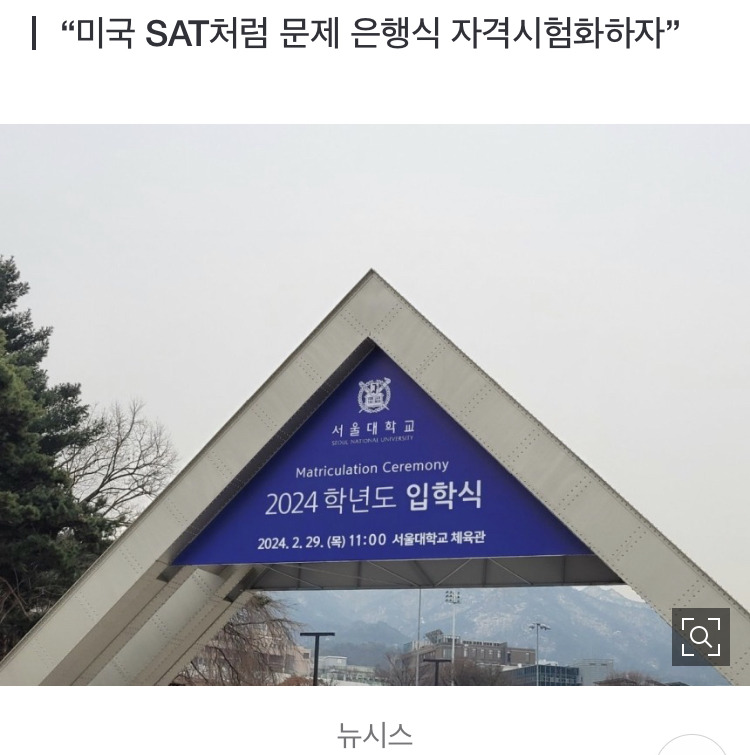 “미국 SAT처럼 문제 은행식 자격시험화하자”
서울대학교
SEOUL NATIONAL UNIVERSITY
Matriculation Ceremony
2024 학년도 입학식
2024. 2. 29. (목) 11:00 서울대학교 체육관
뉴시스